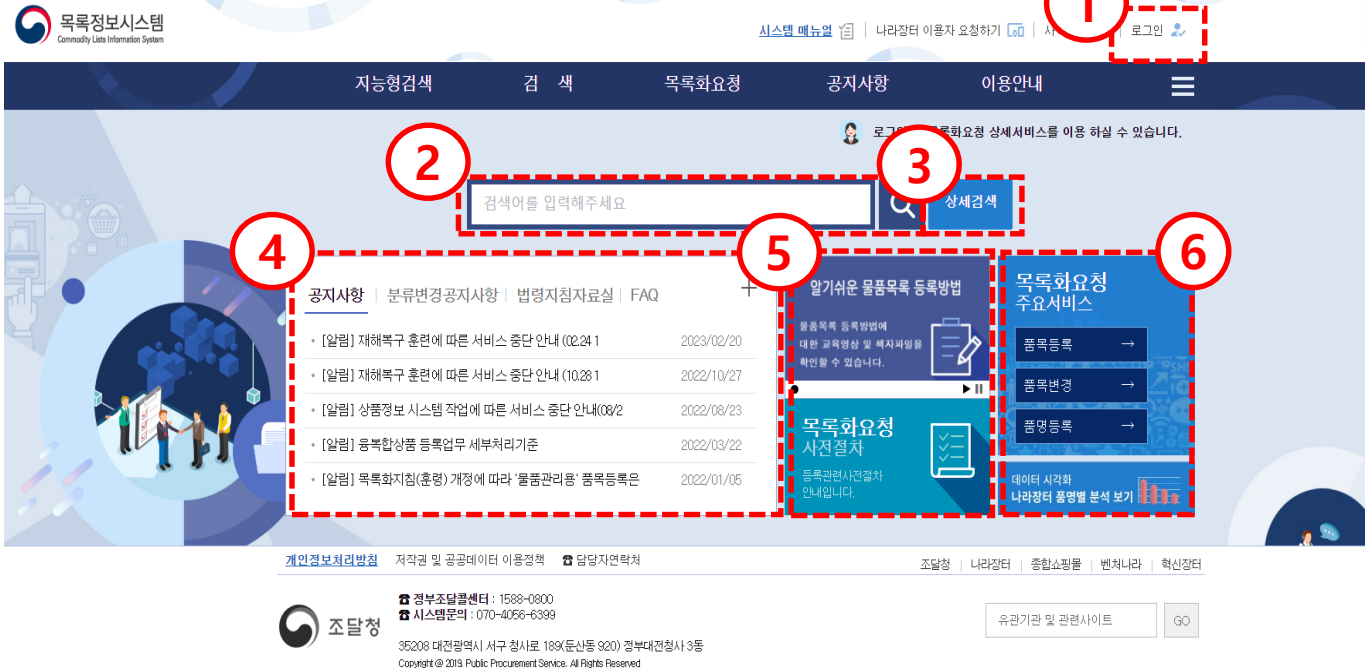 목록정보시스템
Commodity Lists Information System
시스템 매뉴얼 | 나라장터 이용자 요청하기 | 사 | 로그인
1
지능형검색 검 색 목록화요청 공지사항 이용안내
로그인 목록화요청 상세서비스를 이용 하실 수 있습니다.
2
3
검색어를 입력해주세요
상세검색
4
5
6
공지사항 | 분류변경공지사항 | 법령지침자료실 | FAQ +
• [알림] 재해복구 훈련에 따른 서비스 중단 안내 (02.24 1 2023/02/20
• [알림] 재해복구 훈련에 따른 서비스 중단 안내 (10.28 1 2022/10/27
• [알림] 상품정보 시스템 작업에 따른 서비스 중단 안내(08/2 2022/08/23
• [알림] 융복합상품 등록업무 세부처리기준 2022/03/22
• [알림] 목록화지침(훈령) 개정에 따라 '물품관리용' 품목등록은 2022/01/05
알기쉬운 물품목록 등록방법
물품목록 등록방법에
대한 교육영상 및 책자파일을
확인할 수 있습니다.
목록화요청
사전절차
등록관련사전절차
안내입니다.
목록화요청
주요서비스
품목등록 →
품목변경 →
품명등록 →
데이터 시각화
나라장터 품명별 분석 보기
개인정보처리방침 저작권 및 공공데이터 이용정책 ☎ 담당자연락처
조달청 | 나라장터 | 종합쇼핑몰 | 벤처나라 | 혁신장터
조달청
☎ 정부조달콜센터 : 1588-0800
☎ 시스템문의 : 070-4056-6399
35208 대전광역시 서구 청사로 189(둔산동 920) 정부대전청사 3동
Copyright @ 2019. Public Procurement Service. All Rights Reserved
유관기관 및 관련사이트 GO